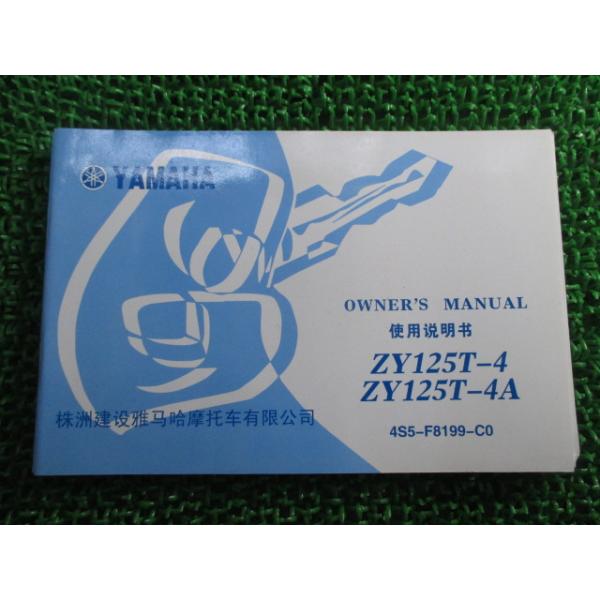 YAMAHA
OWNER'S MANUAL
使用说明书
ZY125T-4
ZY125T-4A
株洲建设雅马哈摩托车有限公司
4S5-F8199-C0